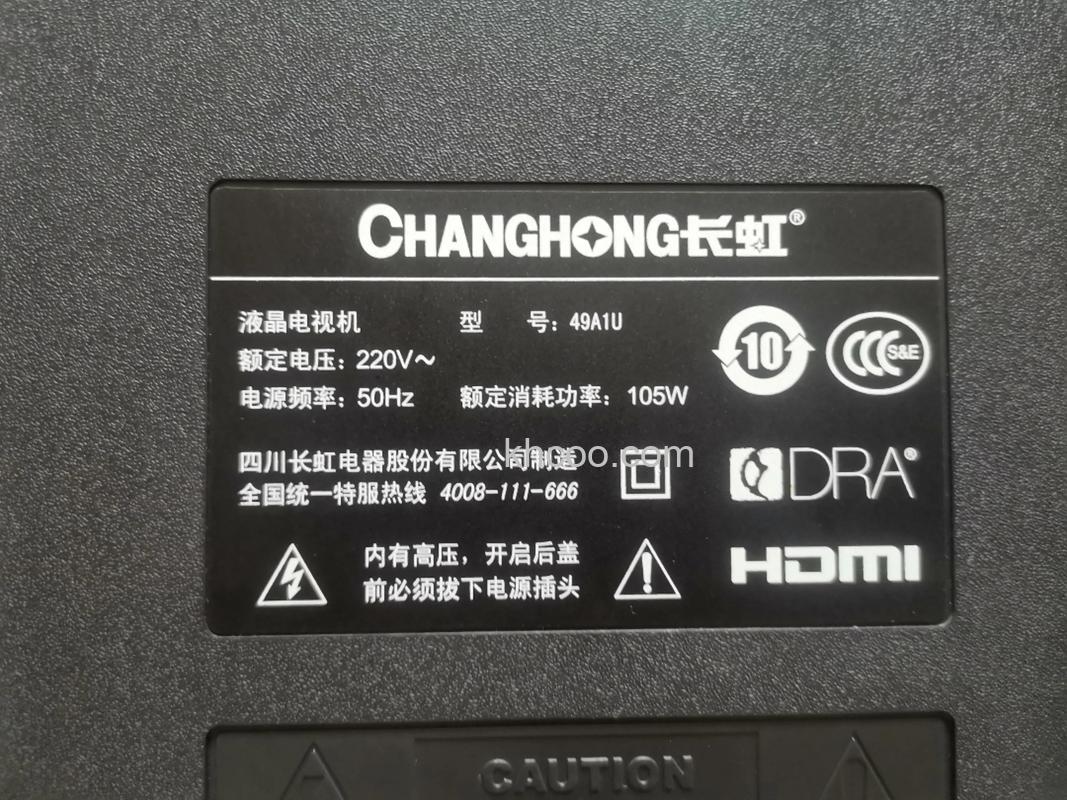 CHANGHONG长虹®
液晶电视机 型 号：49A1U
额定电压：220V～
电源频率：50Hz 额定消耗功率：105W
10
CCC S&E
四川长虹电器股份有限公司制造
khopo.com
全国统一特服热线 4008-111-666
DRA®
内有高压，开启后盖
前必须拔下电源插头
HDMI
CAUTION